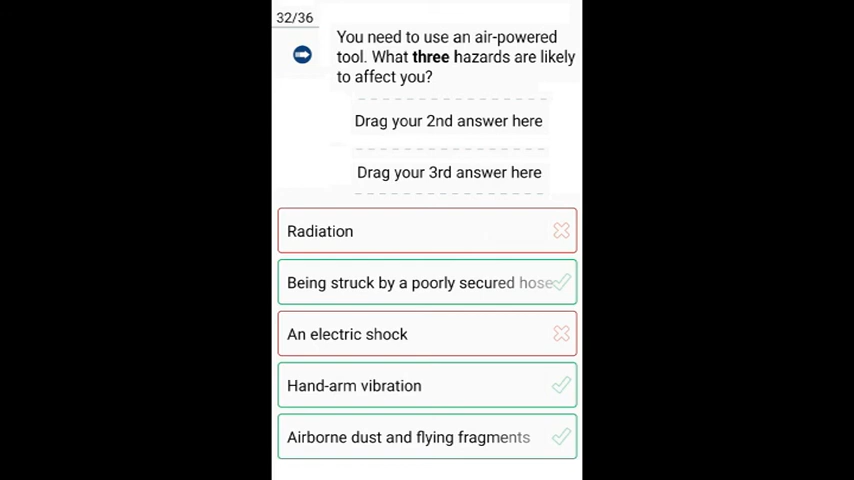 32/36
You need to use an air-powered
tool. What three hazards are likely
to affect you?
Drag your 2nd answer here
Drag your 3rd answer here
Radiation
Being struck by a poorly secured hose
An electric shock
Hand-arm vibration
Airborne dust and flying fragments